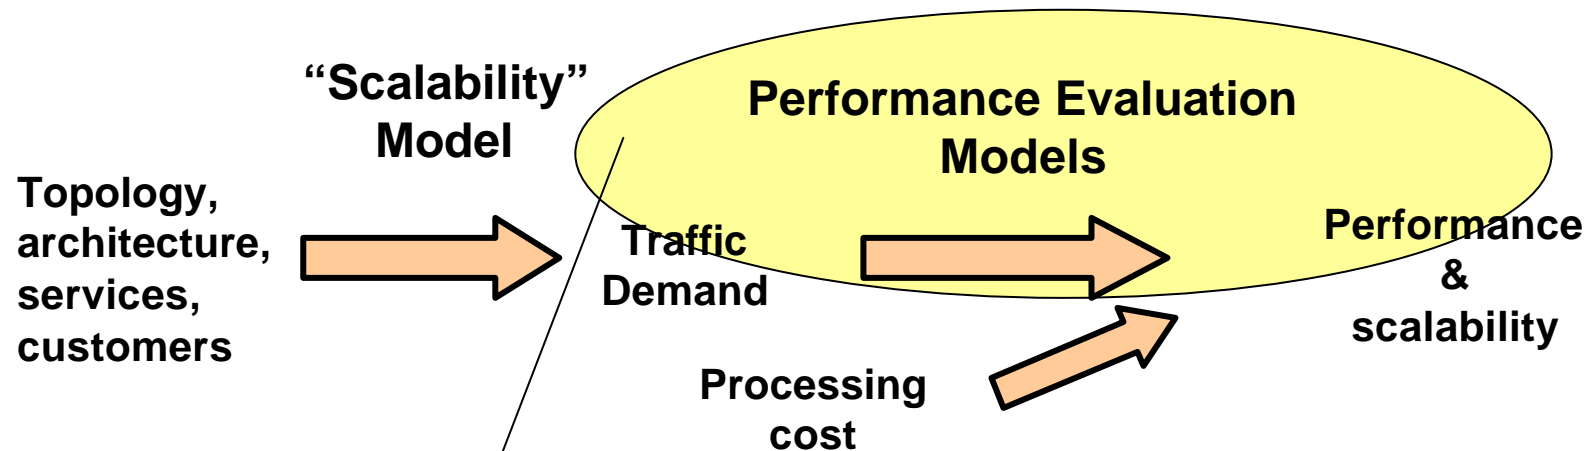 “Scalability”
Model
Performance Evaluation
Models
Topology,
architecture,
services,
customers
Traffic
Demand
Performance
&
scalability
Processing
cost